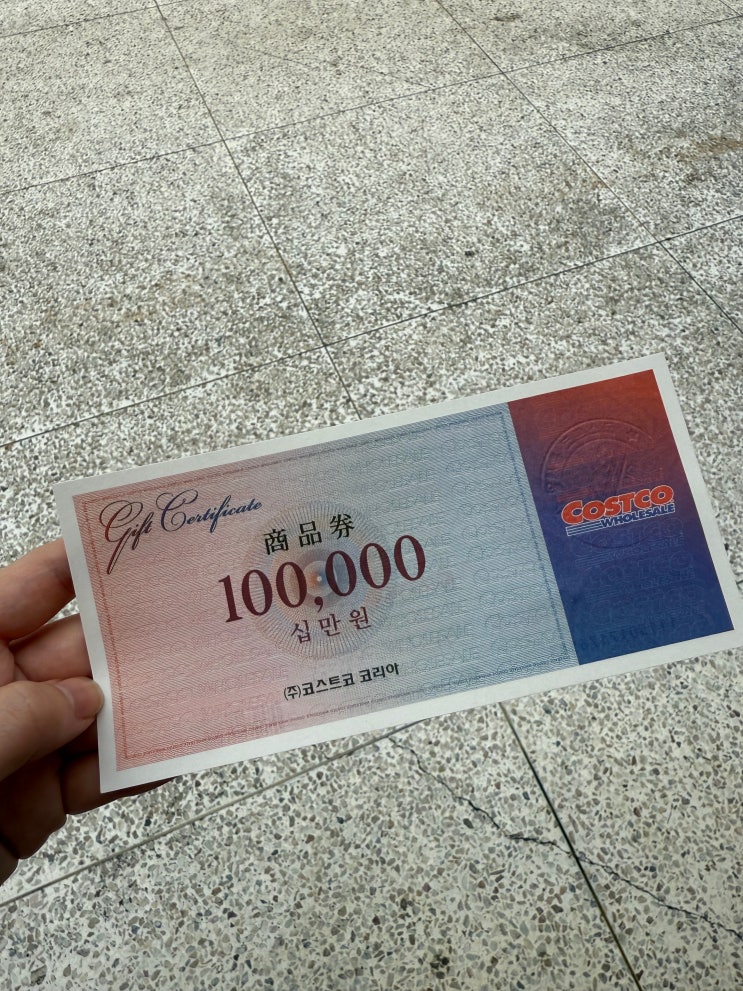 Gift Certificate
商品券
100,000
십만원
(주)코스트코 코리아
COSTCO
WHOLESALE